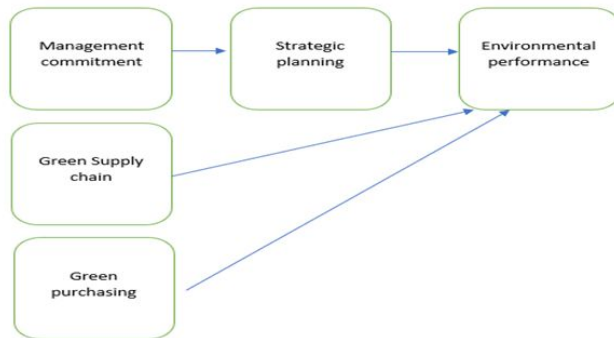 Management
commitment
Strategic
planning
Environmental
performance
Green Supply
chain
Green
purchasing